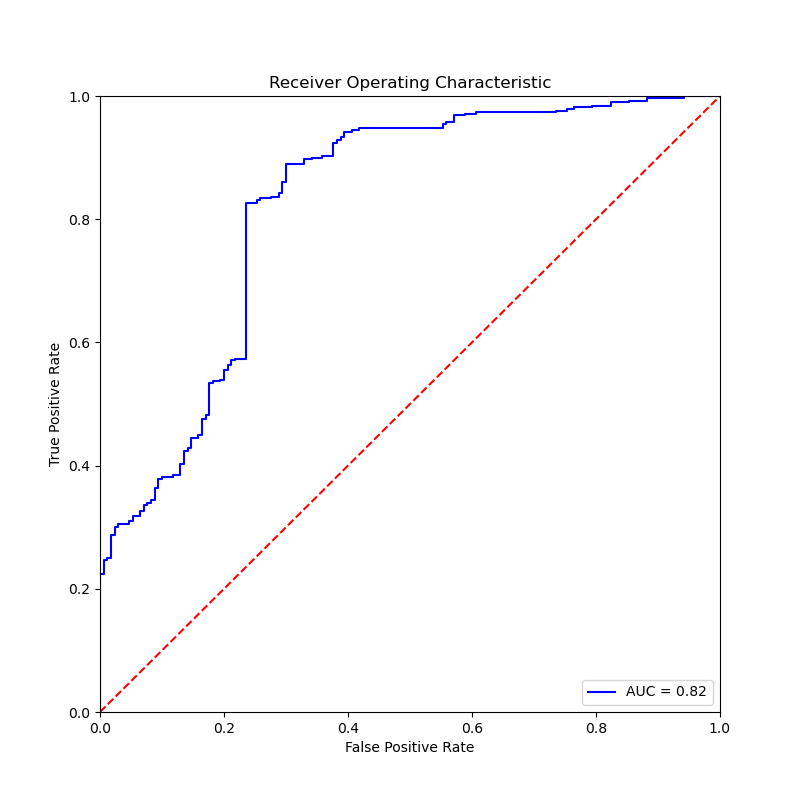 Receiver Operating Characteristic
1.0
0.8
0.6
0.4
0.2
0.0
True Positive Rate
AUC = 0.82
0.0 0.2 0.4 0.6 0.8 1.0
False Positive Rate